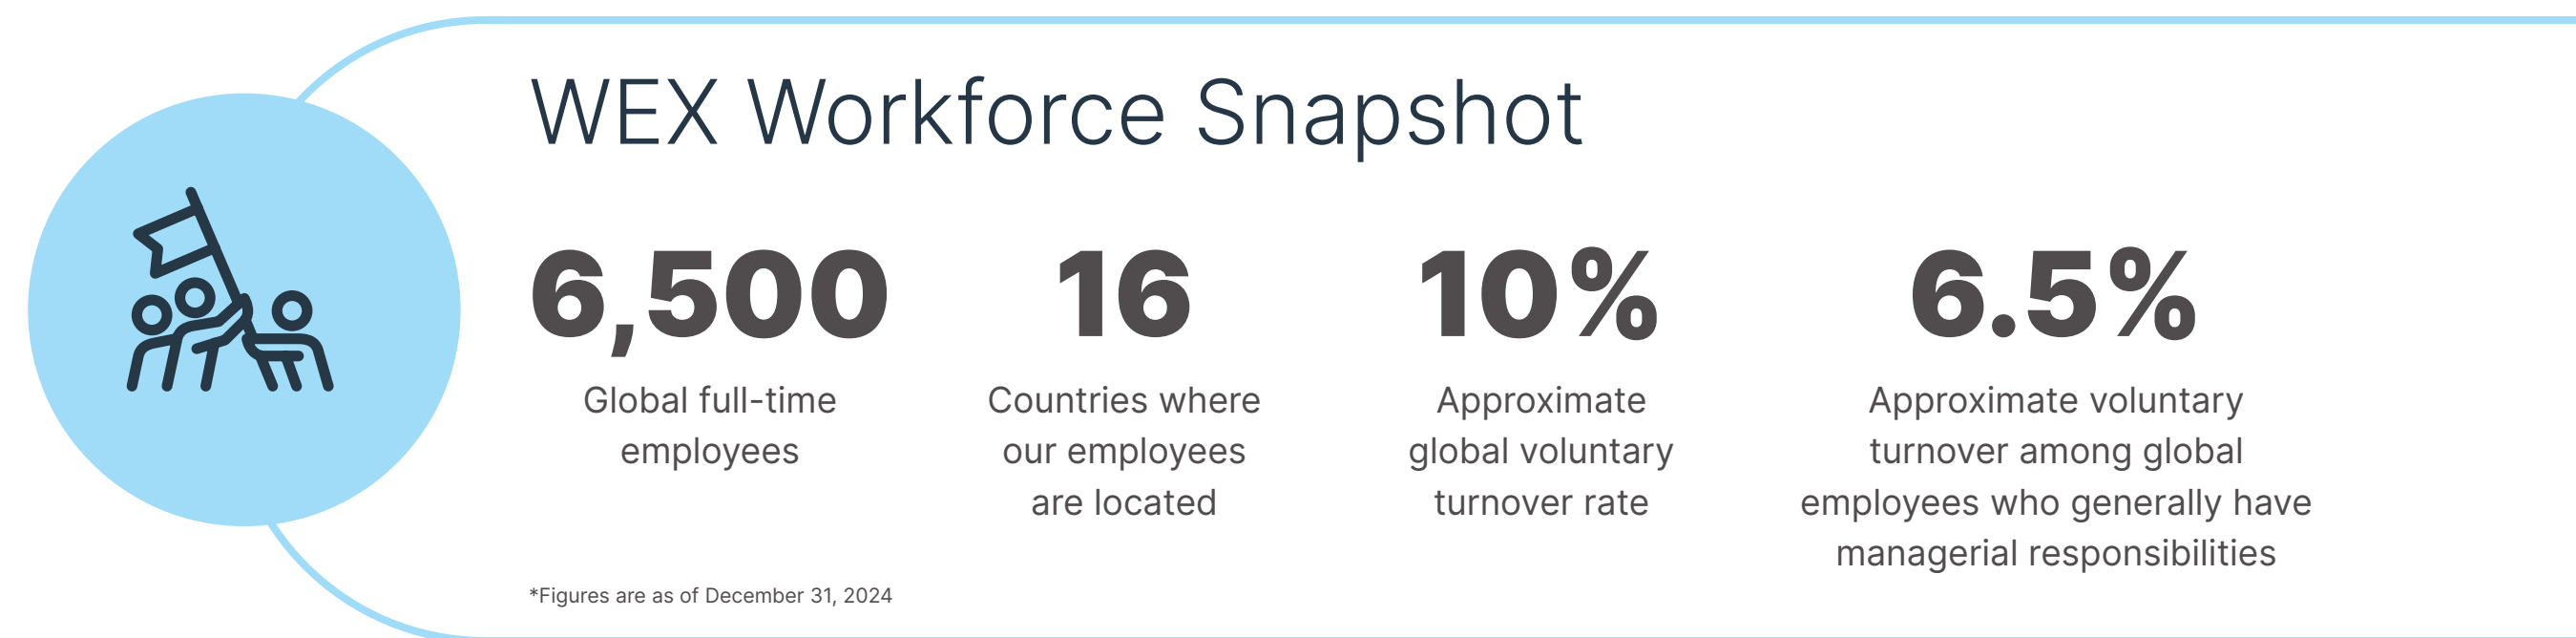 WEX Workforce Snapshot
6,500
Global full-time
employees
16
Countries where
our employees
are located
10%
Approximate
global voluntary
turnover rate
6.5%
Approximate voluntary
turnover among global
employees who generally have
managerial responsibilities
*Figures are as of December 31, 2024